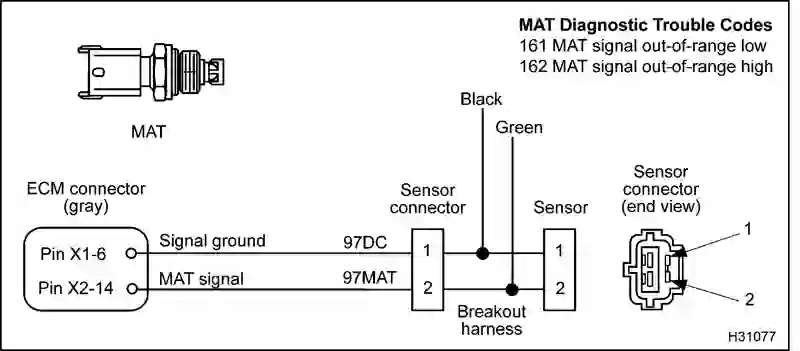 MAT Diagnostic Trouble Codes
161 MAT signal out-of-range low
162 MAT signal out-of-range high
MAT
Black
Green
ECM connector
(gray)
Sensor
connector
Sensor
Sensor
connector
(end view)
Pin X1-6
Signal ground
97DC
1
1
1
Pin X2-14
MAT signal
97MAT
2
2
2
Breakout
harness
H31077